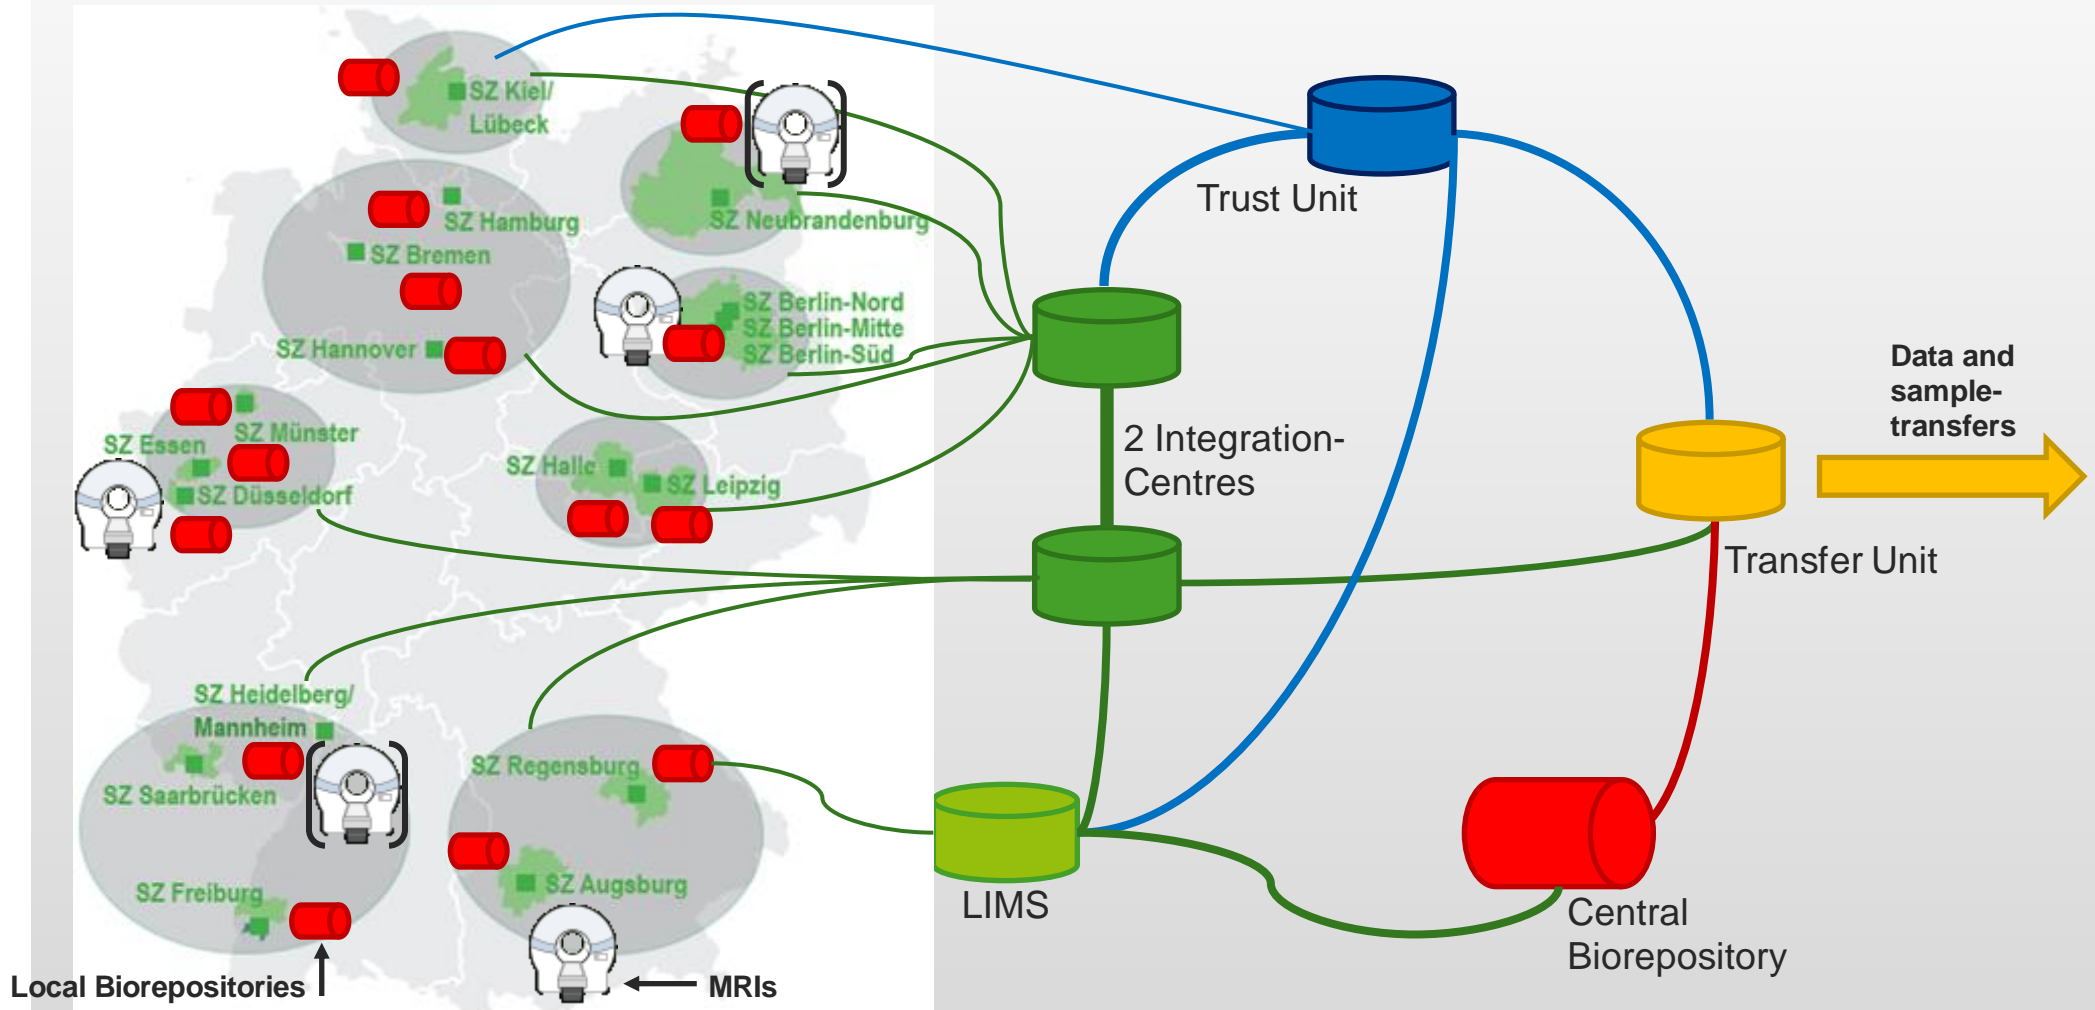 SZ Kiel/
Lübeck
SZ Hamburg
SZ Bremen
SZ Hannover
SZ Neubrandenburg
SZ Berlin-Nord
SZ Berlin-Mitte
SZ Berlin-Süd
SZ Münster
SZ Essen
SZ Düsseldorf
SZ Halle
SZ Leipzig
SZ Heidelberg/
Mannheim
SZ Saarbrücken
SZ Freiburg
SZ Regensburg
SZ Augsburg
Local Biorepositories
MRIs
Trust Unit
2 Integration-
Centres
LIMS
Data and
sample-
transfers
Transfer Unit
Central
Biorepository